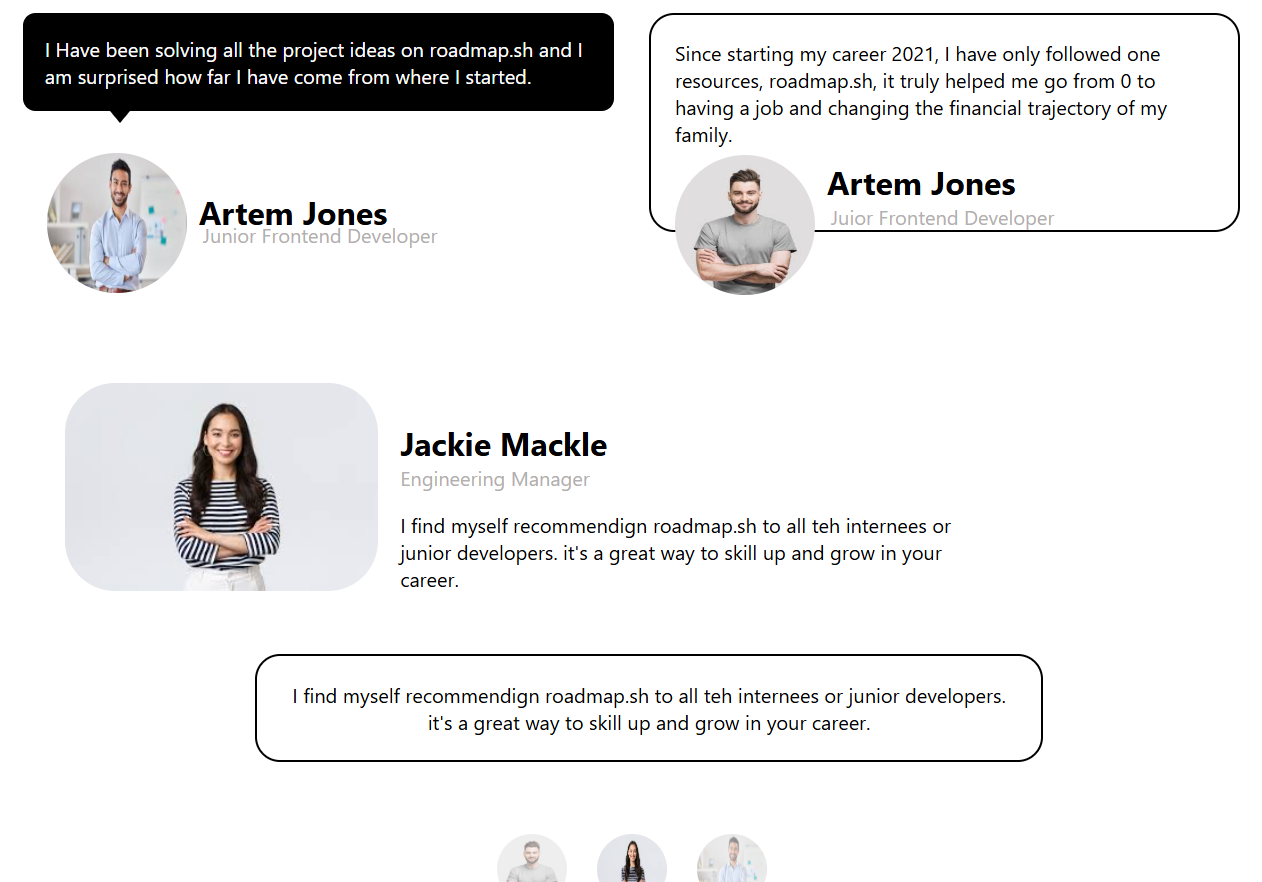 I Have been solving all the project ideas on roadmap.sh and I
am surprised how far I have come from where I started.
Artem Jones
Junior Frontend Developer
Since starting my career 2021, I have only followed one
resources, roadmap.sh, it truly helped me go from 0 to
having a job and changing the financial trajectory of my
family.
Artem Jones
Juior Frontend Developer
Jackie Mackle
Engineering Manager
I find myself recommendign roadmap.sh to all teh internees or
junior developers. it's a great way to skill up and grow in your
career.
I find myself recommendign roadmap.sh to all teh internees or junior developers.
it's a great way to skill up and grow in your career.